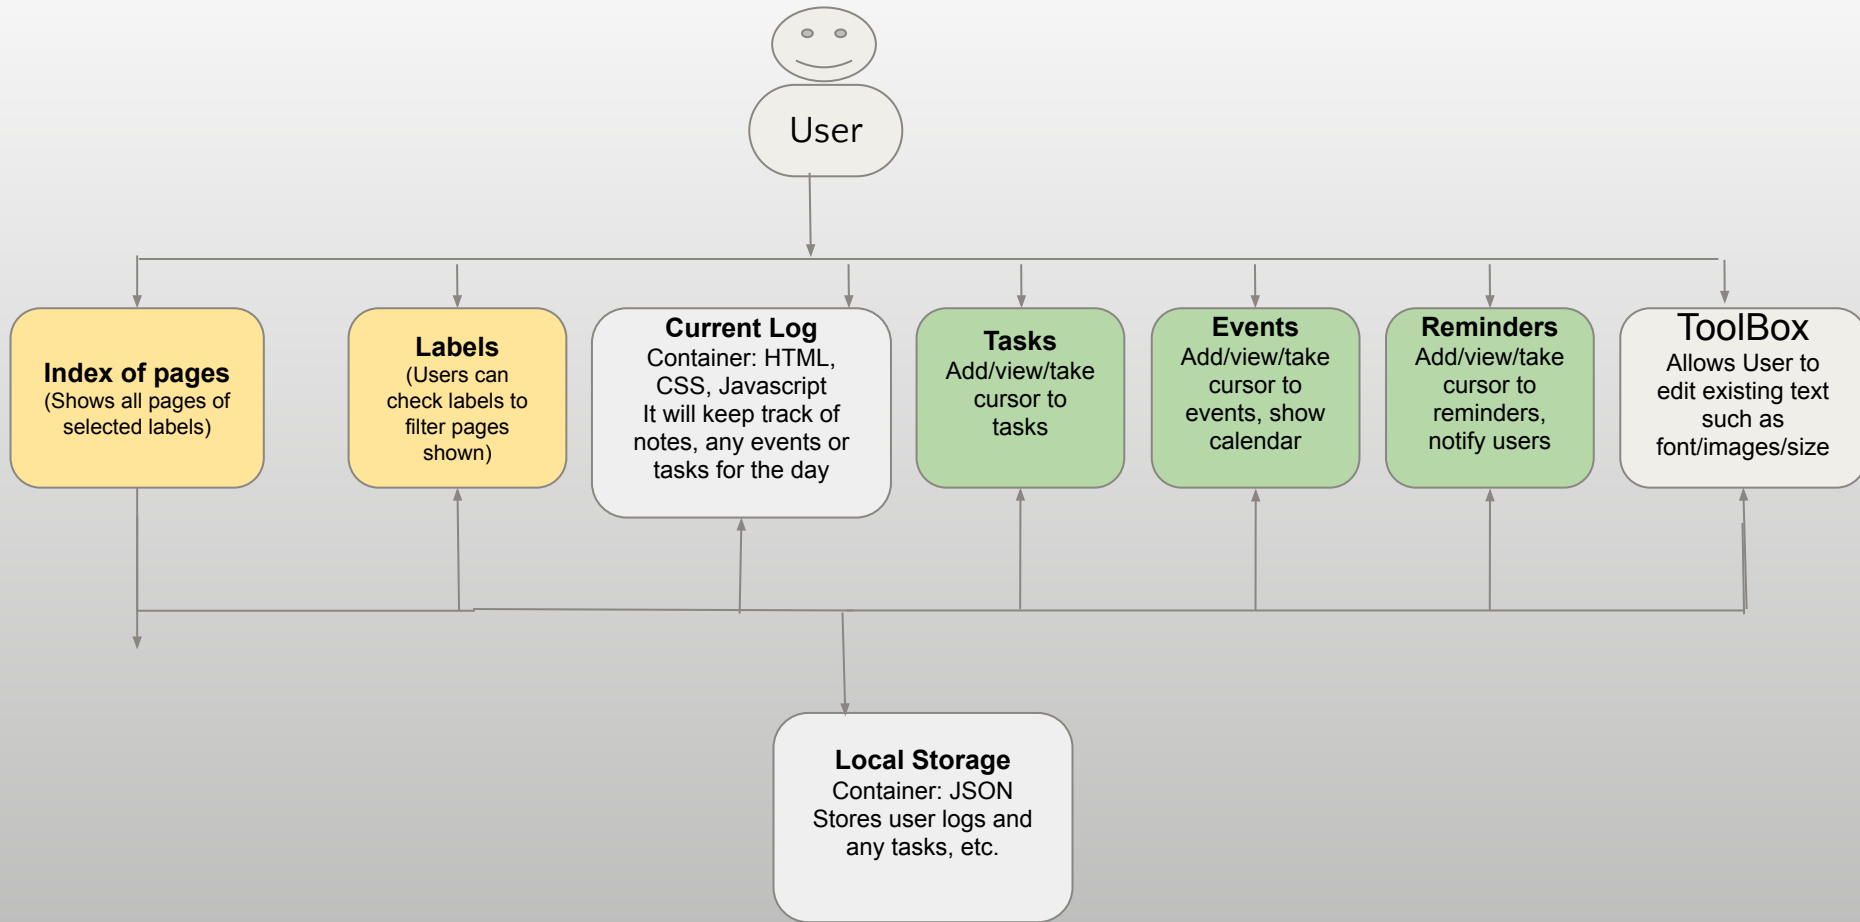 User
Index of pages
(Shows all pages of
selected labels)
Labels
(Users can
check labels to
filter pages
shown)
Current Log
Container: HTML,
CSS, Javascript
It will keep track of
notes, any events or
tasks for the day
Tasks
Add/view/take
cursor to
tasks
Events
Add/view/take
cursor to
events, show
calendar
Reminders
Add/view/take
cursor to
reminders,
notify users
ToolBox
Allows User to
edit existing text
such as
font/images/size
Local Storage
Container: JSON
Stores user logs and
any tasks, etc.